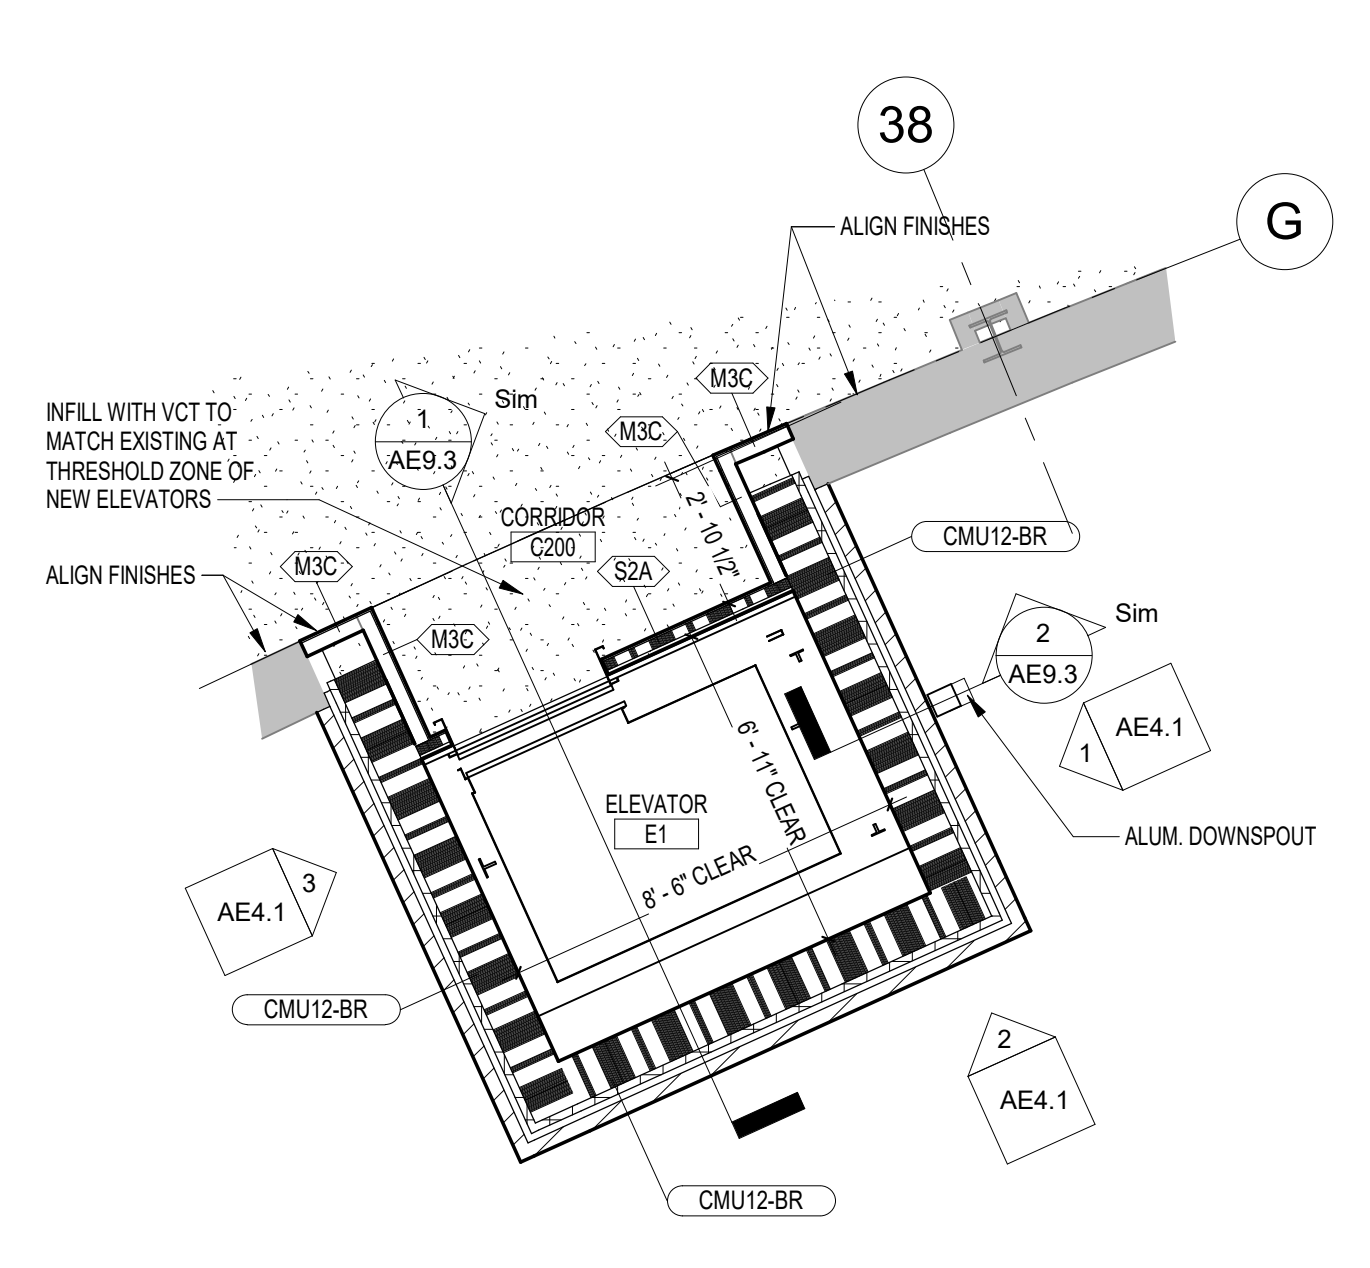 38
G
ALIGN FINISHES
M3C
M3C
Sim
1
AE9.3
INFILL WITH VCT TO
MATCH EXISTING AT
THRESHOLD ZONE OF
NEW ELEVATORS
CORRIDOR
C200
2' - 10 1/2"
CMU12-BR
ALIGN FINISHES
M3C
S2A
M3C
Sim
2
AE9.3
AE4.1
1
6' - 11" CLEAR
ELEVATOR
E1
ALUM. DOWNSPOUT
8' - 6" CLEAR
3
AE4.1
CMU12-BR
2
AE4.1
CMU12-BR